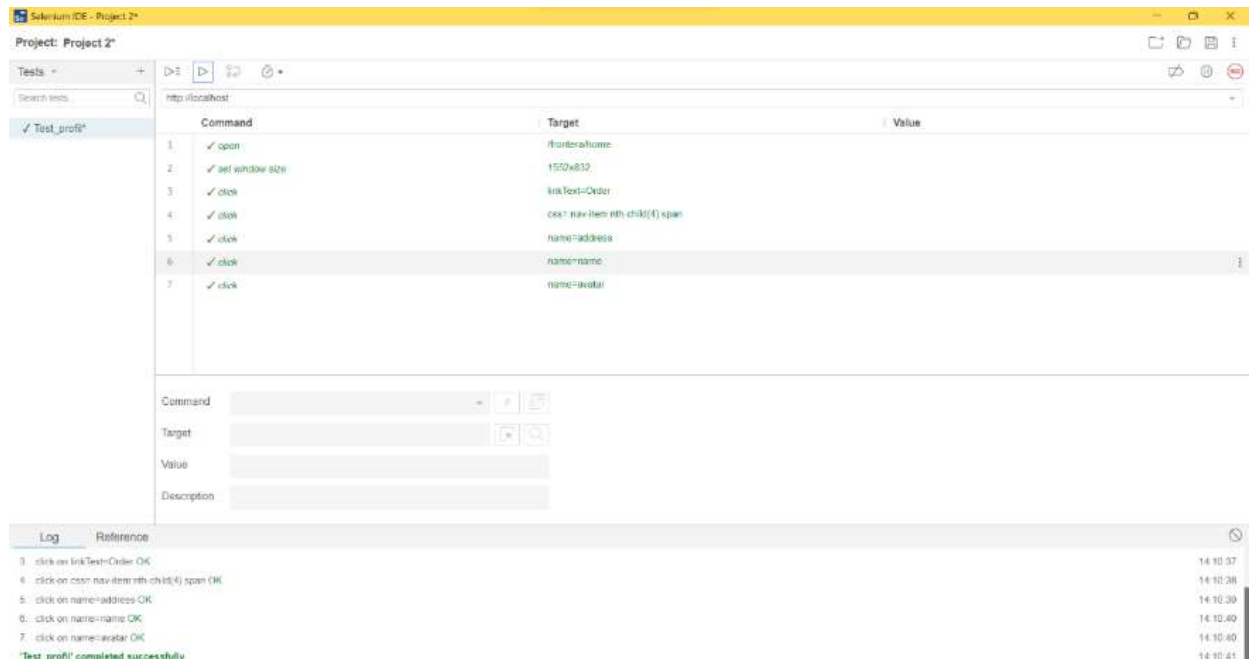 Selenium IDE - Project 2*
Project: Project 2*
Tests
Search tests...
http://localhost
✓ Test_profil*
Command Target Value
1 ✓ open /frontera/home
2 ✓ set window size 1552x832
3 ✓ click linkText=Order
4 ✓ click css=.nav-item:nth-child(4) span
5 ✓ click name=address
6 ✓ click name=name
7 ✓ click name=avatar
Command
Target
Value
Description
Log Reference
3. click on linkText=Order OK 14:10:37
4. click on css=.nav-item:nth-child(4) span OK 14:10:38
5. click on name=address OK 14:10:39
6. click on name=name OK 14:10:40
7. click on name=avatar OK 14:10:40
'Test_profil' completed successfully 14:10:41